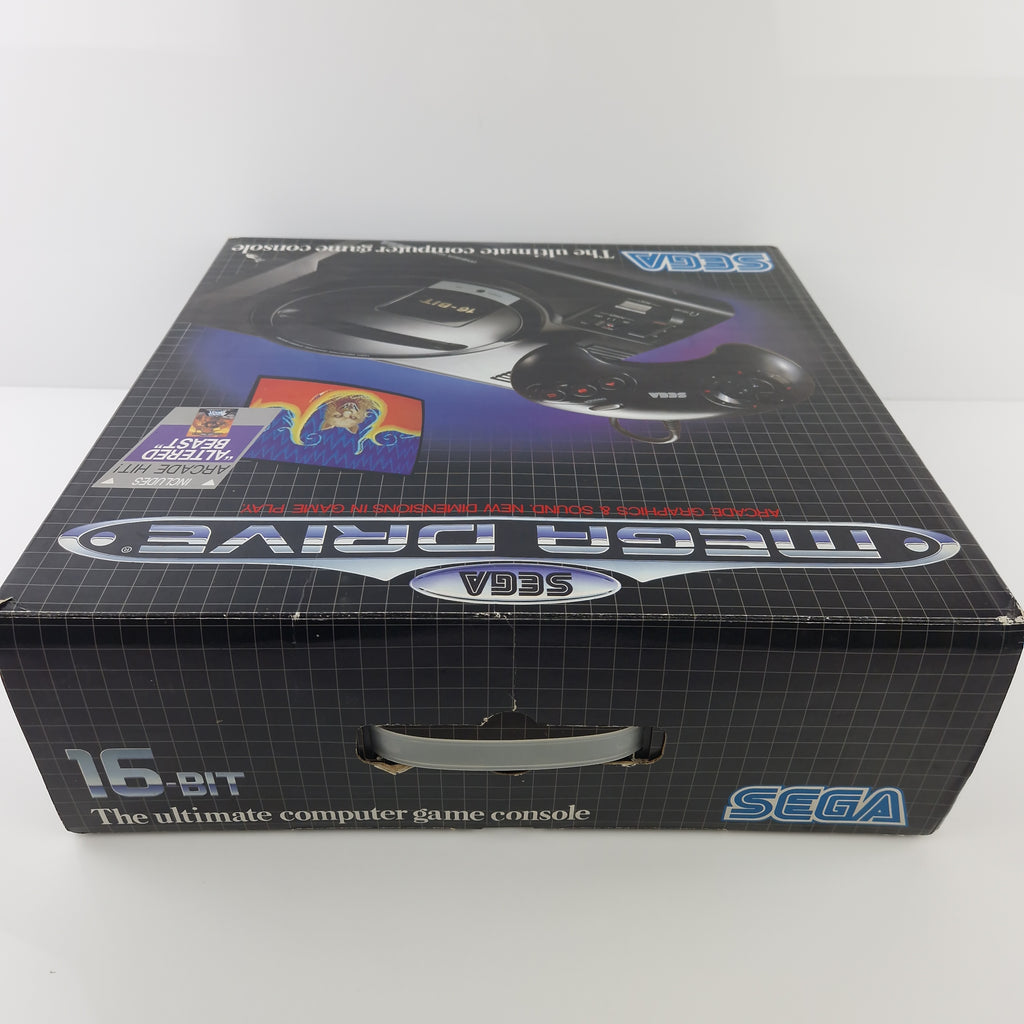 The ultimate computer game console
SEGA
16-BIT
SEGA
INCLUDES
ARCADE HIT!
"ALTERED
BEAST"
ARCADE GRAPHICS & SOUND NEW DIMENSIONS IN GAME PLAY
MEGA DRIVE®
SEGA
16-BIT
The ultimate computer game console
SEGA